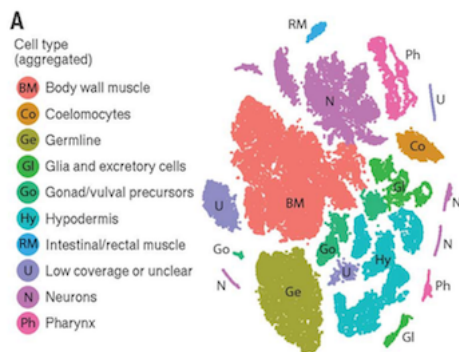 A
Cell type
(aggregated)
BM Body wall muscle
Co Coelomocytes
Ge Germline
Gl Glia and excretory cells
Go Gonad/vulval precursors
Hy Hypodermis
RM Intestinal/rectal muscle
U Low coverage or unclear
N Neurons
Ph Pharynx
RM
Ph
N
U
Co
Gl
N
BM
U
N
Go
Go
Hy
U
N
Ge
Ph
Gl